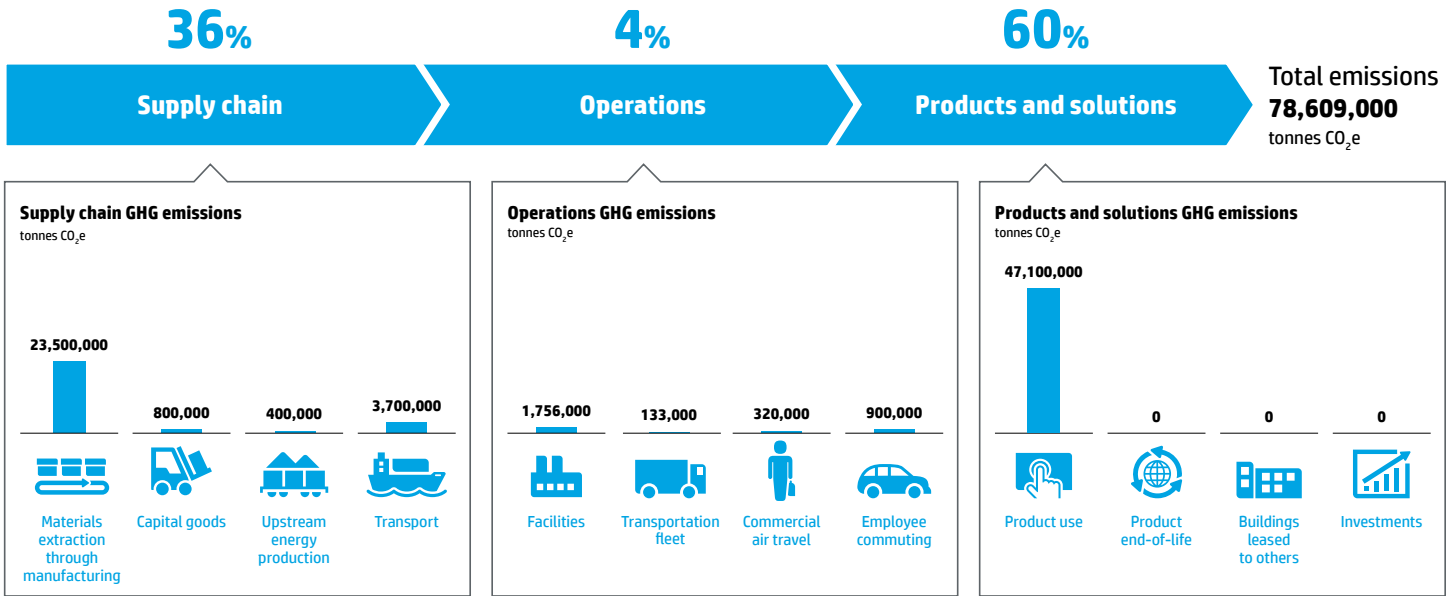 36%
4%
60%
Supply chain
Operations
Products and solutions
Total emissions
78,609,000
tonnes CO₂e
Supply chain GHG emissions
tonnes CO₂e
23,500,000
800,000
400,000
3,700,000
Materials
extraction
through
manufacturing
Capital goods
Upstream
energy
production
Transport
Operations GHG emissions
tonnes CO₂e
1,756,000
133,000
320,000
900,000
Facilities
Transportation
fleet
Commercial
air travel
Employee
commuting
Products and solutions GHG emissions
tonnes CO₂e
47,100,000
0
0
0
Product use
Product
end-of-life
Buildings
leased
to others
Investments